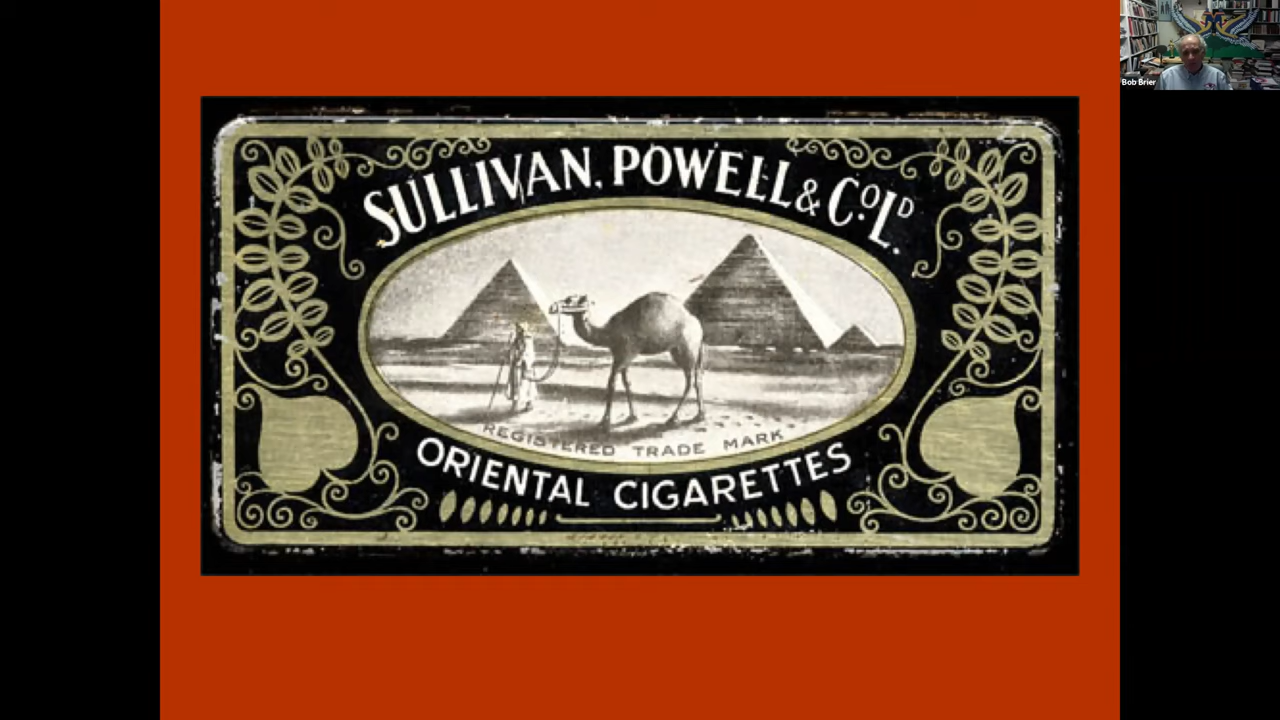 Bob Brier
SULLIVAN, POWELL & Co. LD.
REGISTERED TRADE MARK
ORIENTAL CIGARETTES